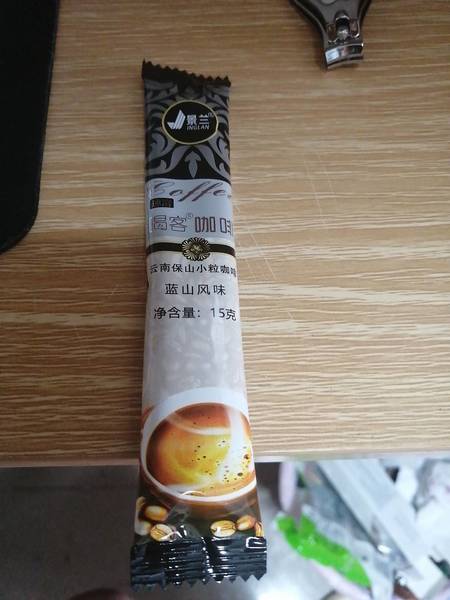 景兰
JINGLAN
Coffee
谒客® 咖啡
云南保山小粒咖啡
蓝山风味
净含量：15克